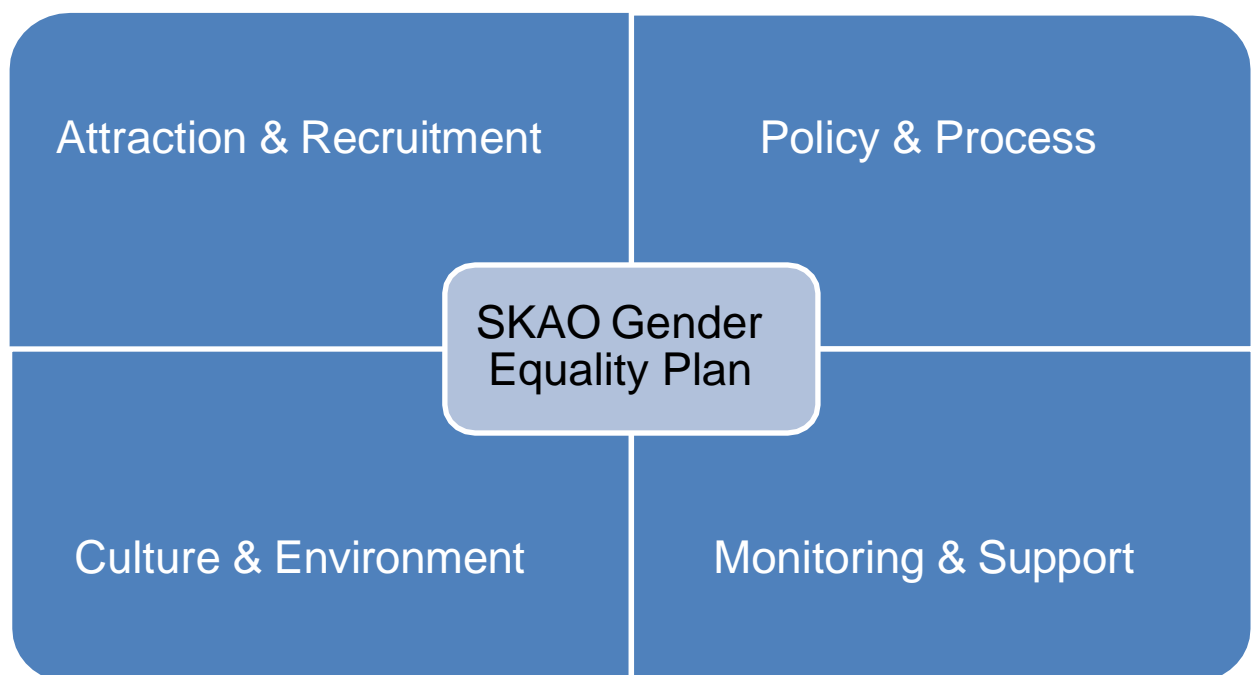 Attraction & Recruitment
Policy & Process
SKAO Gender
Equality Plan
Culture & Environment
Monitoring & Support